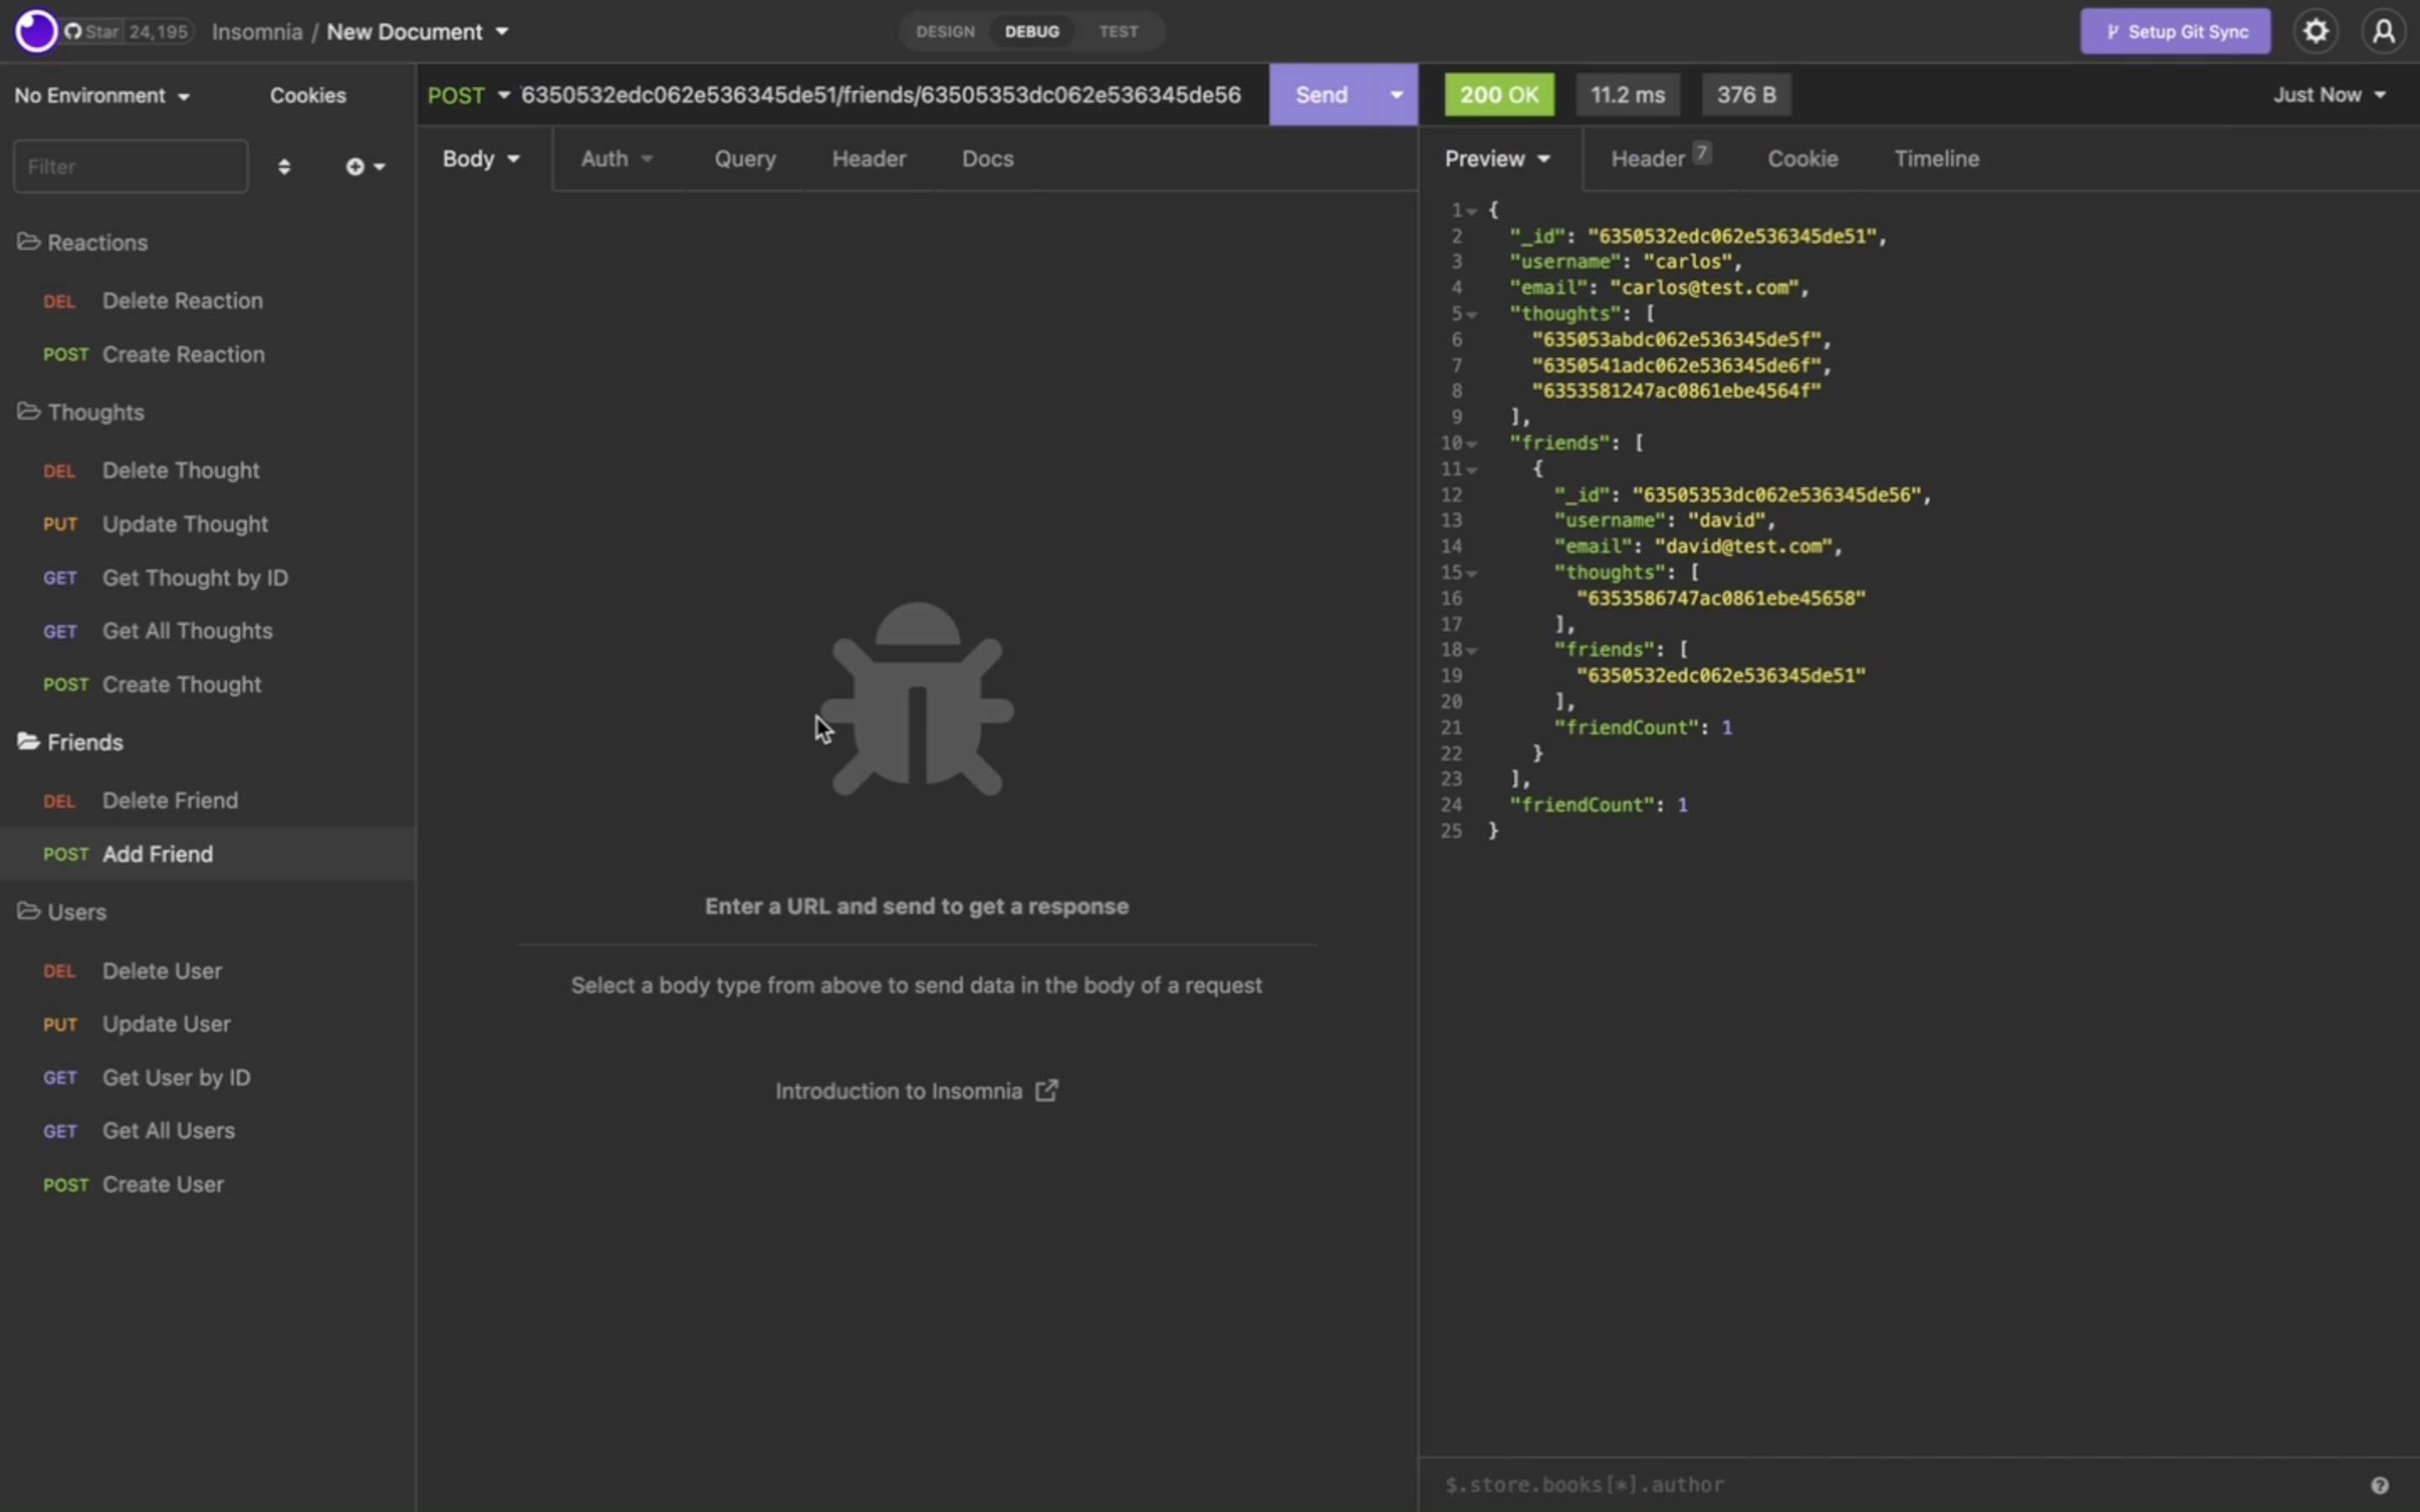 Star 24,195 Insomnia / New Document
DESIGN DEBUG TEST
Setup Git Sync
No Environment Cookies
Filter
Reactions
DEL Delete Reaction
POST Create Reaction
Thoughts
DEL Delete Thought
PUT Update Thought
GET Get Thought by ID
GET Get All Thoughts
POST Create Thought
Friends
DEL Delete Friend
POST Add Friend
Users
DEL Delete User
PUT Update User
GET Get User by ID
GET Get All Users
POST Create User
POST 6350532edc062e536345de51/friends/63505353dc062e536345de56 Send
Body Auth Query Header Docs
Enter a URL and send to get a response
Select a body type from above to send data in the body of a request
Introduction to Insomnia
200 OK 11.2 ms 376 B Just Now
Preview Header 7 Cookie Timeline
1 {
2 "_id": "6350532edc062e536345de51",
3 "username": "carlos",
4 "email": "carlos@test.com",
5 "thoughts": [
6 "635053abdc062e536345de5f",
7 "6350541adc062e536345de6f",
8 "6353581247ac0861ebe4564f"
9 ],
10 "friends": [
11 {
12 "_id": "63505353dc062e536345de56",
13 "username": "david",
14 "email": "david@test.com",
15 "thoughts": [
16 "6353586747ac0861ebe45658"
17 ],
18 "friends": [
19 "6350532edc062e536345de51"
20 ],
21 "friendCount": 1
22 }
23 ],
24 "friendCount": 1
25 }
$.store.books[*].author